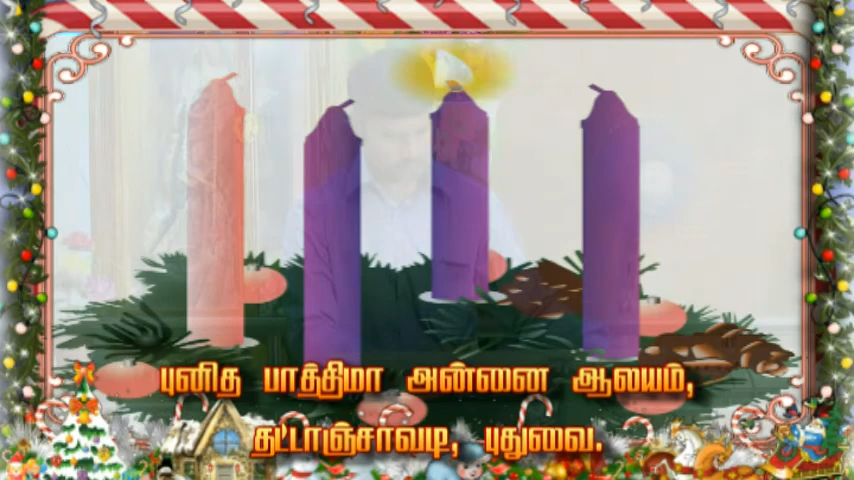 புனித பாத்திமா அன்னை ஆலயம்,
தட்டாஞ்சாவடி, புதுவை.